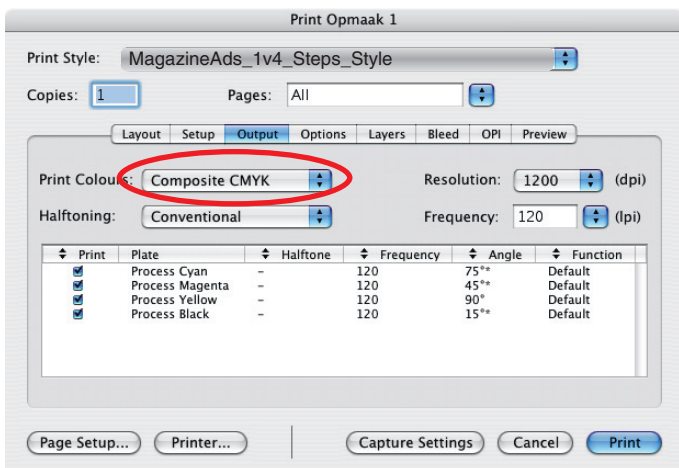 Print Opmaak 1
Print Style: MagazineAds_1v4_Steps_Style
Copies: 1 Pages: All
Layout Setup Output Options Layers Bleed OPI Preview
Print Colours: Composite CMYK Resolution: 1200 (dpi)
Halftoning: Conventional Frequency: 120 (lpi)
Print Plate Halftone Frequency Angle Function
Process Cyan – 120 75°* Default
Process Magenta – 120 45°* Default
Process Yellow – 120 90° Default
Process Black – 120 15°* Default
Page Setup... Printer... Capture Settings Cancel Print